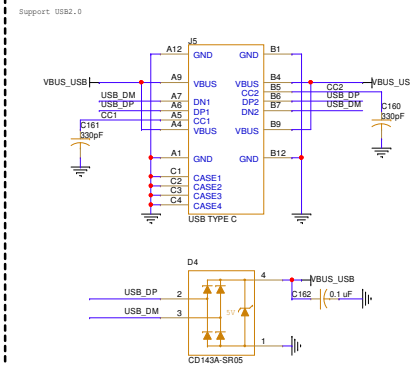 Support USB2.0
J5
A12 GND GND B1
VBUS_USB A9 VBUS VBUS B4 VBUS_US
CC2 B5 CC2
USB_DM A7 DN1 DP2 B6 USB_DP
USB_DP A6 DP1 DN2 B7 USB_DM
CC1 A5 CC1
A4 VBUS VBUS B9
C161
330pF
C160
330pF
A1 GND GND B12
C1 CASE1
C2 CASE2
C3 CASE3
C4 CASE4
USB TYPE C
D4
4 VBUS_USB
USB_DP 2
C162 0.1 uF
USB_DM 3
5V
1
CD143A-SR05